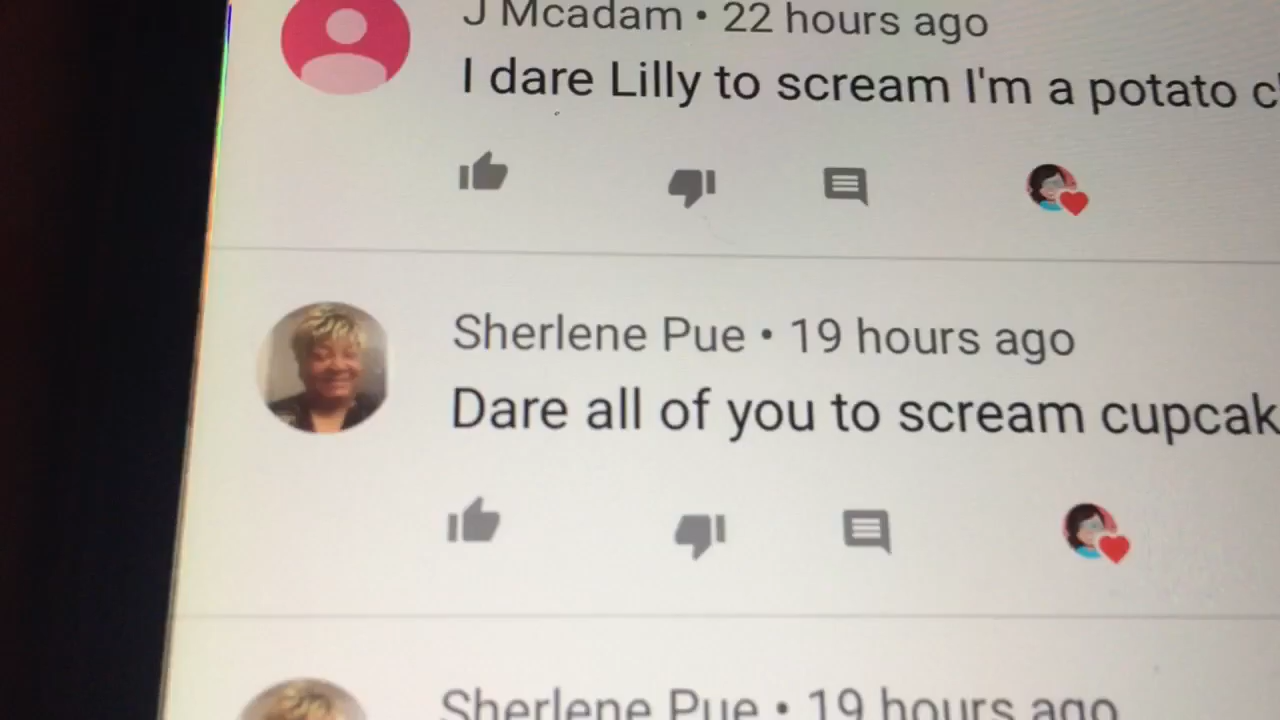 J Mcadam • 22 hours ago
I dare Lilly to scream I'm a potato
Sherlene Pue • 19 hours ago
Dare all of you to scream cupcak
Sherlene Pue • 19 hours ago